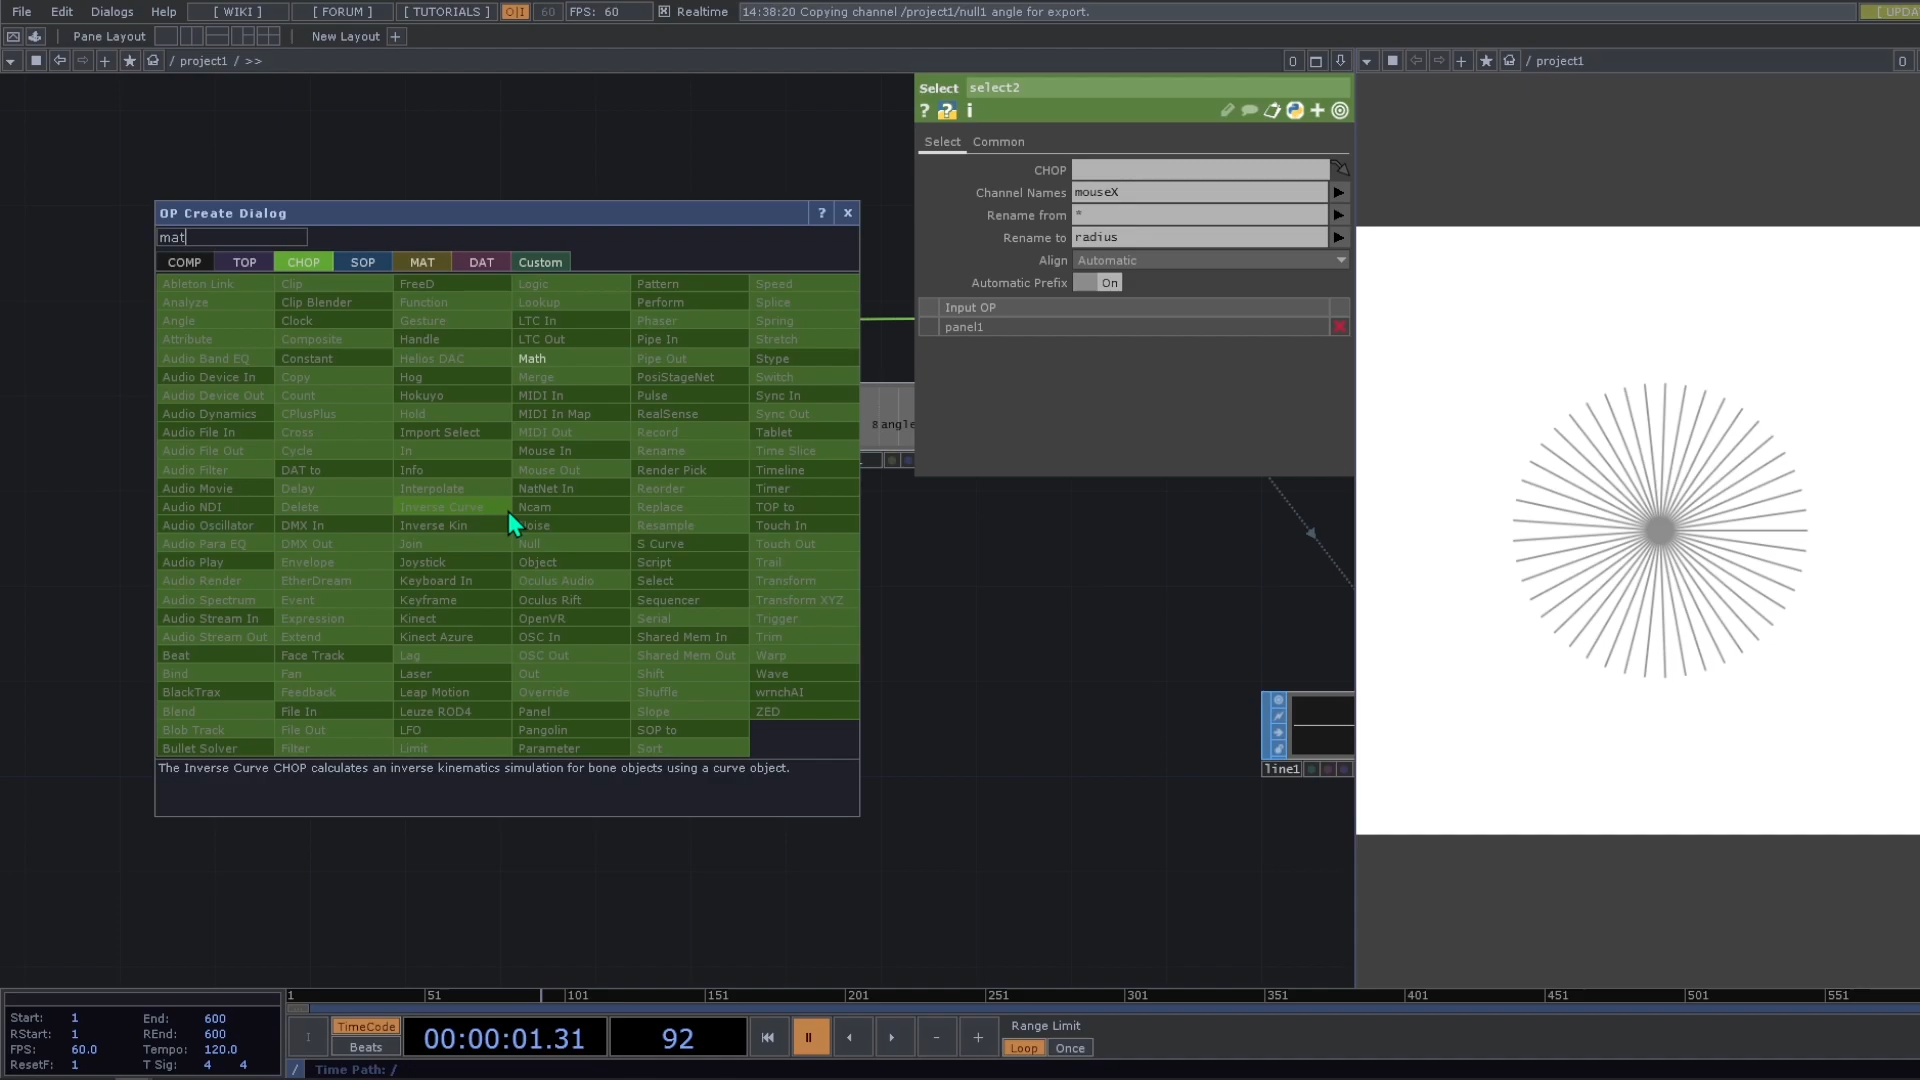 File Edit Dialogs Help [ WIKI ] [ FORUM ] [ TUTORIALS ] O|I 60 FPS: 60 Realtime 14:38:20 Copying channel /project1/null1 angle for export. [ UPDA
Pane Layout New Layout +
/ project1 / >> 0 / project1 0
Select select2
? ? i
Select Common
CHOP
Channel Names mouseX
Rename from *
Rename to radius
Align Automatic
Automatic Prefix On
Input OP
panel1
OP Create Dialog ? x
mat
COMP TOP CHOP SOP MAT DAT Custom
Ableton Link Clip FreeD Logic Pattern Speed
Analyze Clip Blender Function Lookup Perform Splice
Angle Clock Gesture LTC In Phaser Spring
Attribute Composite Handle LTC Out Pipe In Stretch
Audio Band EQ Constant Helios DAC Math Pipe Out Stype
Audio Device In Copy Hog Merge PosiStageNet Switch
Audio Device Out Count Hokuyo MIDI In Pulse Sync In
Audio Dynamics CPlusPlus Hold MIDI In Map RealSense Sync Out
Audio File In Cross Import Select MIDI Out Record Tablet
Audio File Out Cycle In Mouse In Rename Time Slice
Audio Filter DAT to Info Mouse Out Render Pick Timeline
Audio Movie Delay Interpolate NatNet In Reorder Timer
Audio NDI Delete Inverse Curve Ncam Replace TOP to
Audio Oscillator DMX In Inverse Kin Noise Resample Touch In
Audio Para EQ DMX Out Join Null S Curve Touch Out
Audio Play Envelope Joystick Object Script Trail
Audio Render EtherDream Keyboard In Oculus Audio Select Transform
Audio Spectrum Event Keyframe Oculus Rift Sequencer Transform XYZ
Audio Stream In Expression Kinect OpenVR Serial Trigger
Audio Stream Out Extend Kinect Azure OSC In Shared Mem In Trim
Beat Face Track Lag OSC Out Shared Mem Out Warp
Bind Fan Laser Out Shift Wave
BlackTrax Feedback Leap Motion Override Shuffle wrnchAI
Blend File In Leuze ROD4 Panel Slope ZED
Blob Track File Out LFO Pangolin SOP to
Bullet Solver Filter Limit Parameter Sort
The Inverse Curve CHOP calculates an inverse kinematics simulation for bone objects using a curve object.
angle
line1
1 51 101 151 201 251 301 351 401 451 501 551
Start: 1 End: 600
RStart: 1 REnd: 600
FPS: 60.0 Tempo: 120.0
ResetF: 1 T Sig: 4 4
TimeCode
Beats
00:00:01.31 92 - +
Range Limit
Loop Once
/ Time Path: /